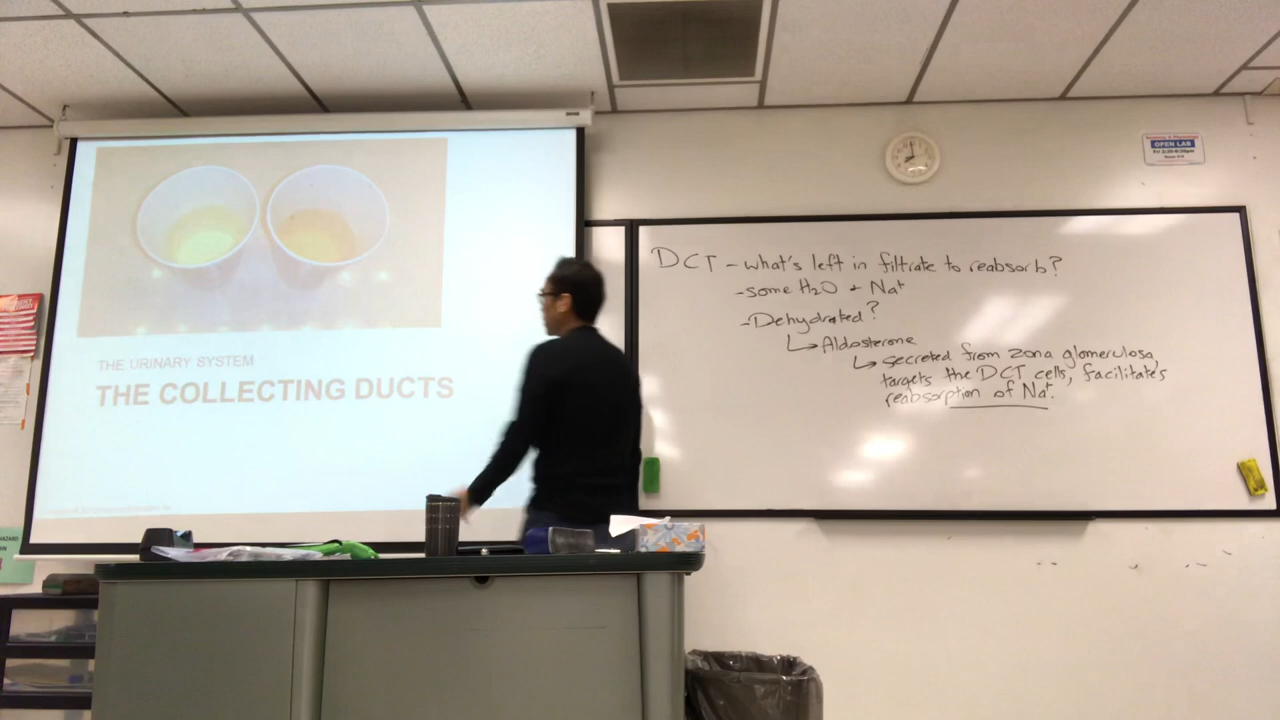 THE URINARY SYSTEM
THE COLLECTING DUCTS
DCT - what's left in filtrate to reabsorb?
- some H₂O + Na⁺
- Dehydrated?
↳ Aldosterone
↳ secreted from zona glomerulosa,
targets the DCT cells, facilitates
reabsorption of Na⁺.
OPEN LAB